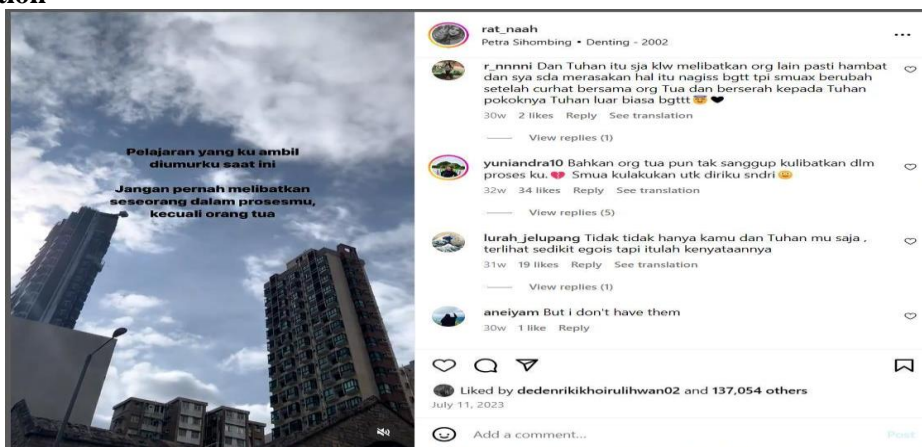 Pelajaran yang ku ambil
diumurku saat ini
Jangan pernah melibatkan
seseorang dalam prosesmu,
kecuali orang tua
rat_naah
Petra Sihombing • Denting - 2002
r_nnnni Dan Tuhan itu sja klw melibatkan org lain pasti hambat
dan sya sda merasakan hal itu nagiss bgtt tpi smuax berubah
setelah curhat bersama org Tua dan berserah kepada Tuhan
pokoknya Tuhan luar biasa bgttt 😇 🖤
30w 2 likes Reply See translation
View replies (1)
yuniandra10 Bahkan org tua pun tak sanggup kulibatkan dlm
proses ku. 💔 Smua kulakukan utk diriku sndri 😩
32w 34 likes Reply See translation
View replies (5)
lurah_jelupang Tidak tidak hanya kamu dan Tuhan mu saja ,
terlihat sedikit egois tapi itulah kenyataannya
31w 19 likes Reply See translation
View replies (1)
aneiyam But i don't have them
30w 1 like Reply
Liked by dedenrikikhoirulihwan02 and 137,054 others
July 11, 2023
Add a comment...
Post